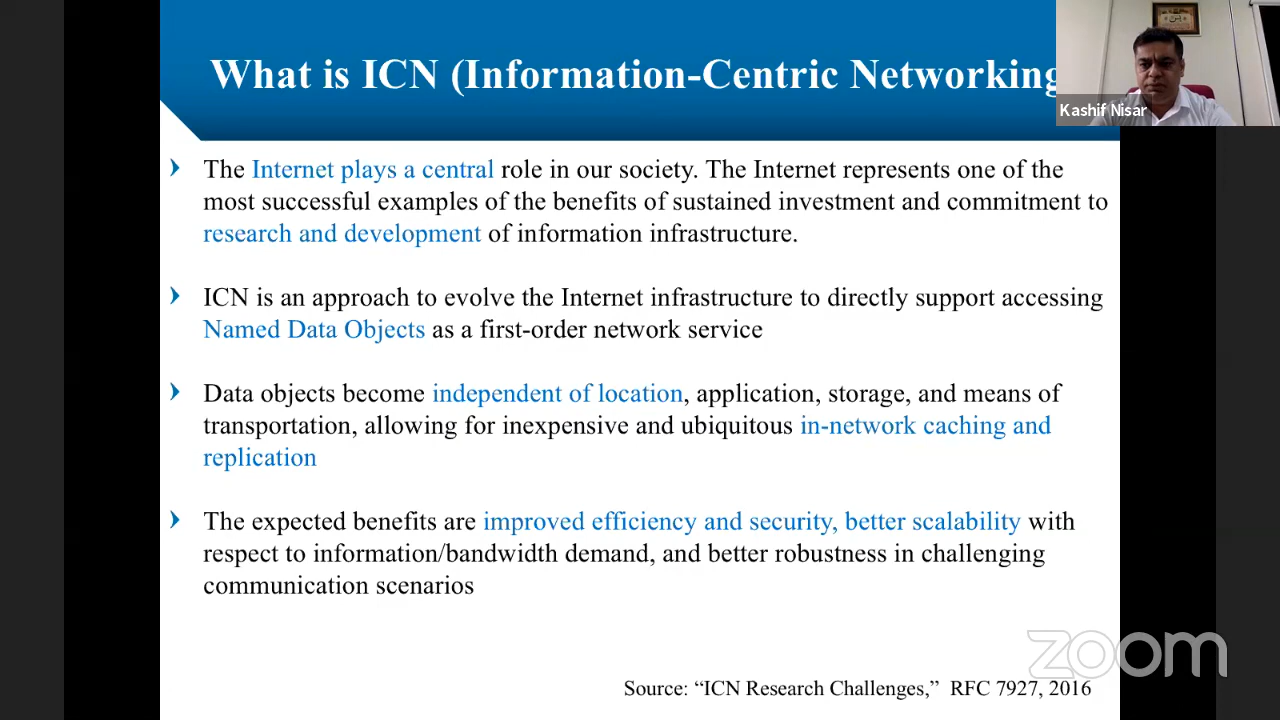 What is ICN (Information-Centric Networking
Kashif Nisar
The Internet plays a central role in our society. The Internet represents one of the
most successful examples of the benefits of sustained investment and commitment to
research and development of information infrastructure.
ICN is an approach to evolve the Internet infrastructure to directly support accessing
Named Data Objects as a first-order network service
Data objects become independent of location, application, storage, and means of
transportation, allowing for inexpensive and ubiquitous in-network caching and
replication
The expected benefits are improved efficiency and security, better scalability with
respect to information/bandwidth demand, and better robustness in challenging
communication scenarios
zoom
Source: “ICN Research Challenges,” RFC 7927, 2016